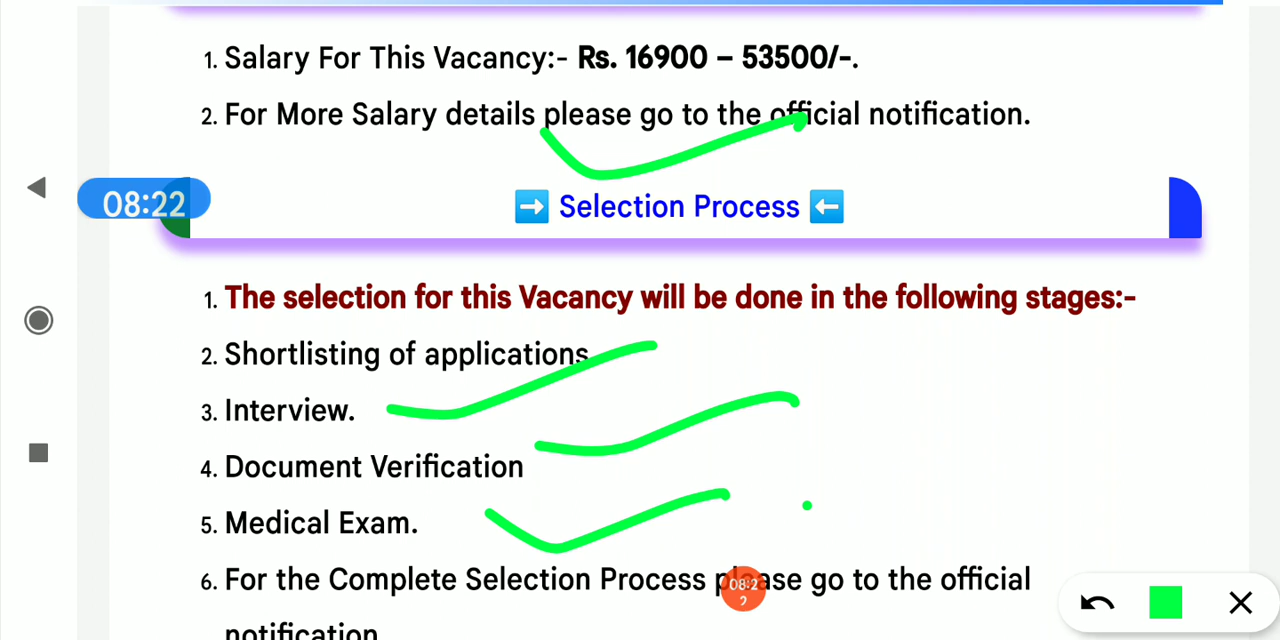 1. Salary For This Vacancy:- Rs. 16900 – 53500/-.
2. For More Salary details please go to the official notification.
08:22
➡ Selection Process ⬅
1. The selection for this Vacancy will be done in the following stages:-
2. Shortlisting of applications
3. Interview.
4. Document Verification
5. Medical Exam.
6. For the Complete Selection Process please go to the official
08:2
2
notification